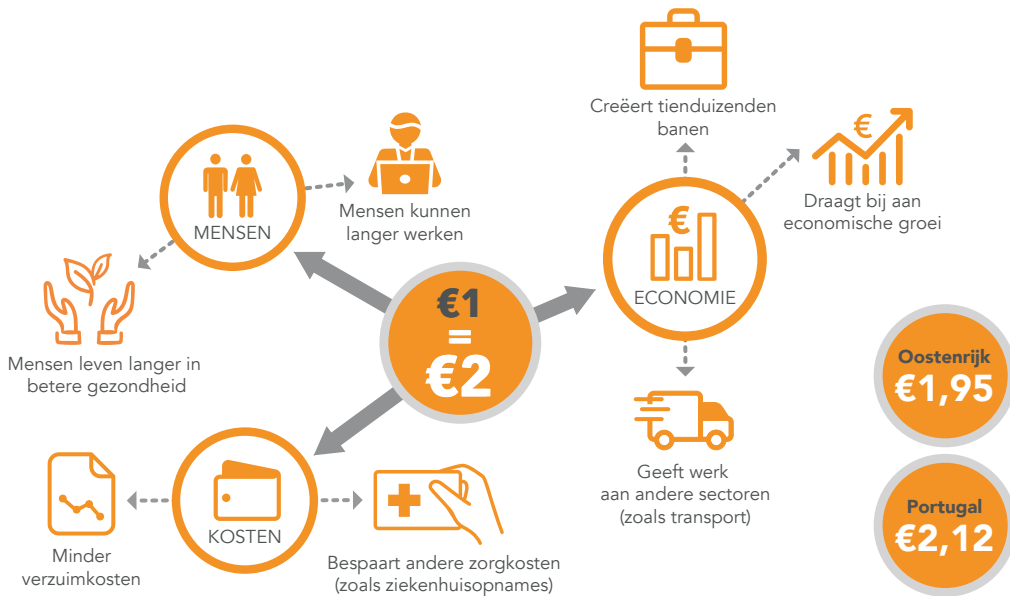 MENSEN
Mensen kunnen
langer werken
Mensen leven langer in
betere gezondheid
€1
=
€2
€
ECONOMIE
Creëert tienduizenden
banen
€
Draagt bij aan
economische groei
Geeft werk
aan andere sectoren
(zoals transport)
KOSTEN
Minder
verzuimkosten
Bespaart andere zorgkosten
(zoals ziekenhuisopnames)
Oostenrijk
€1,95
Portugal
€2,12